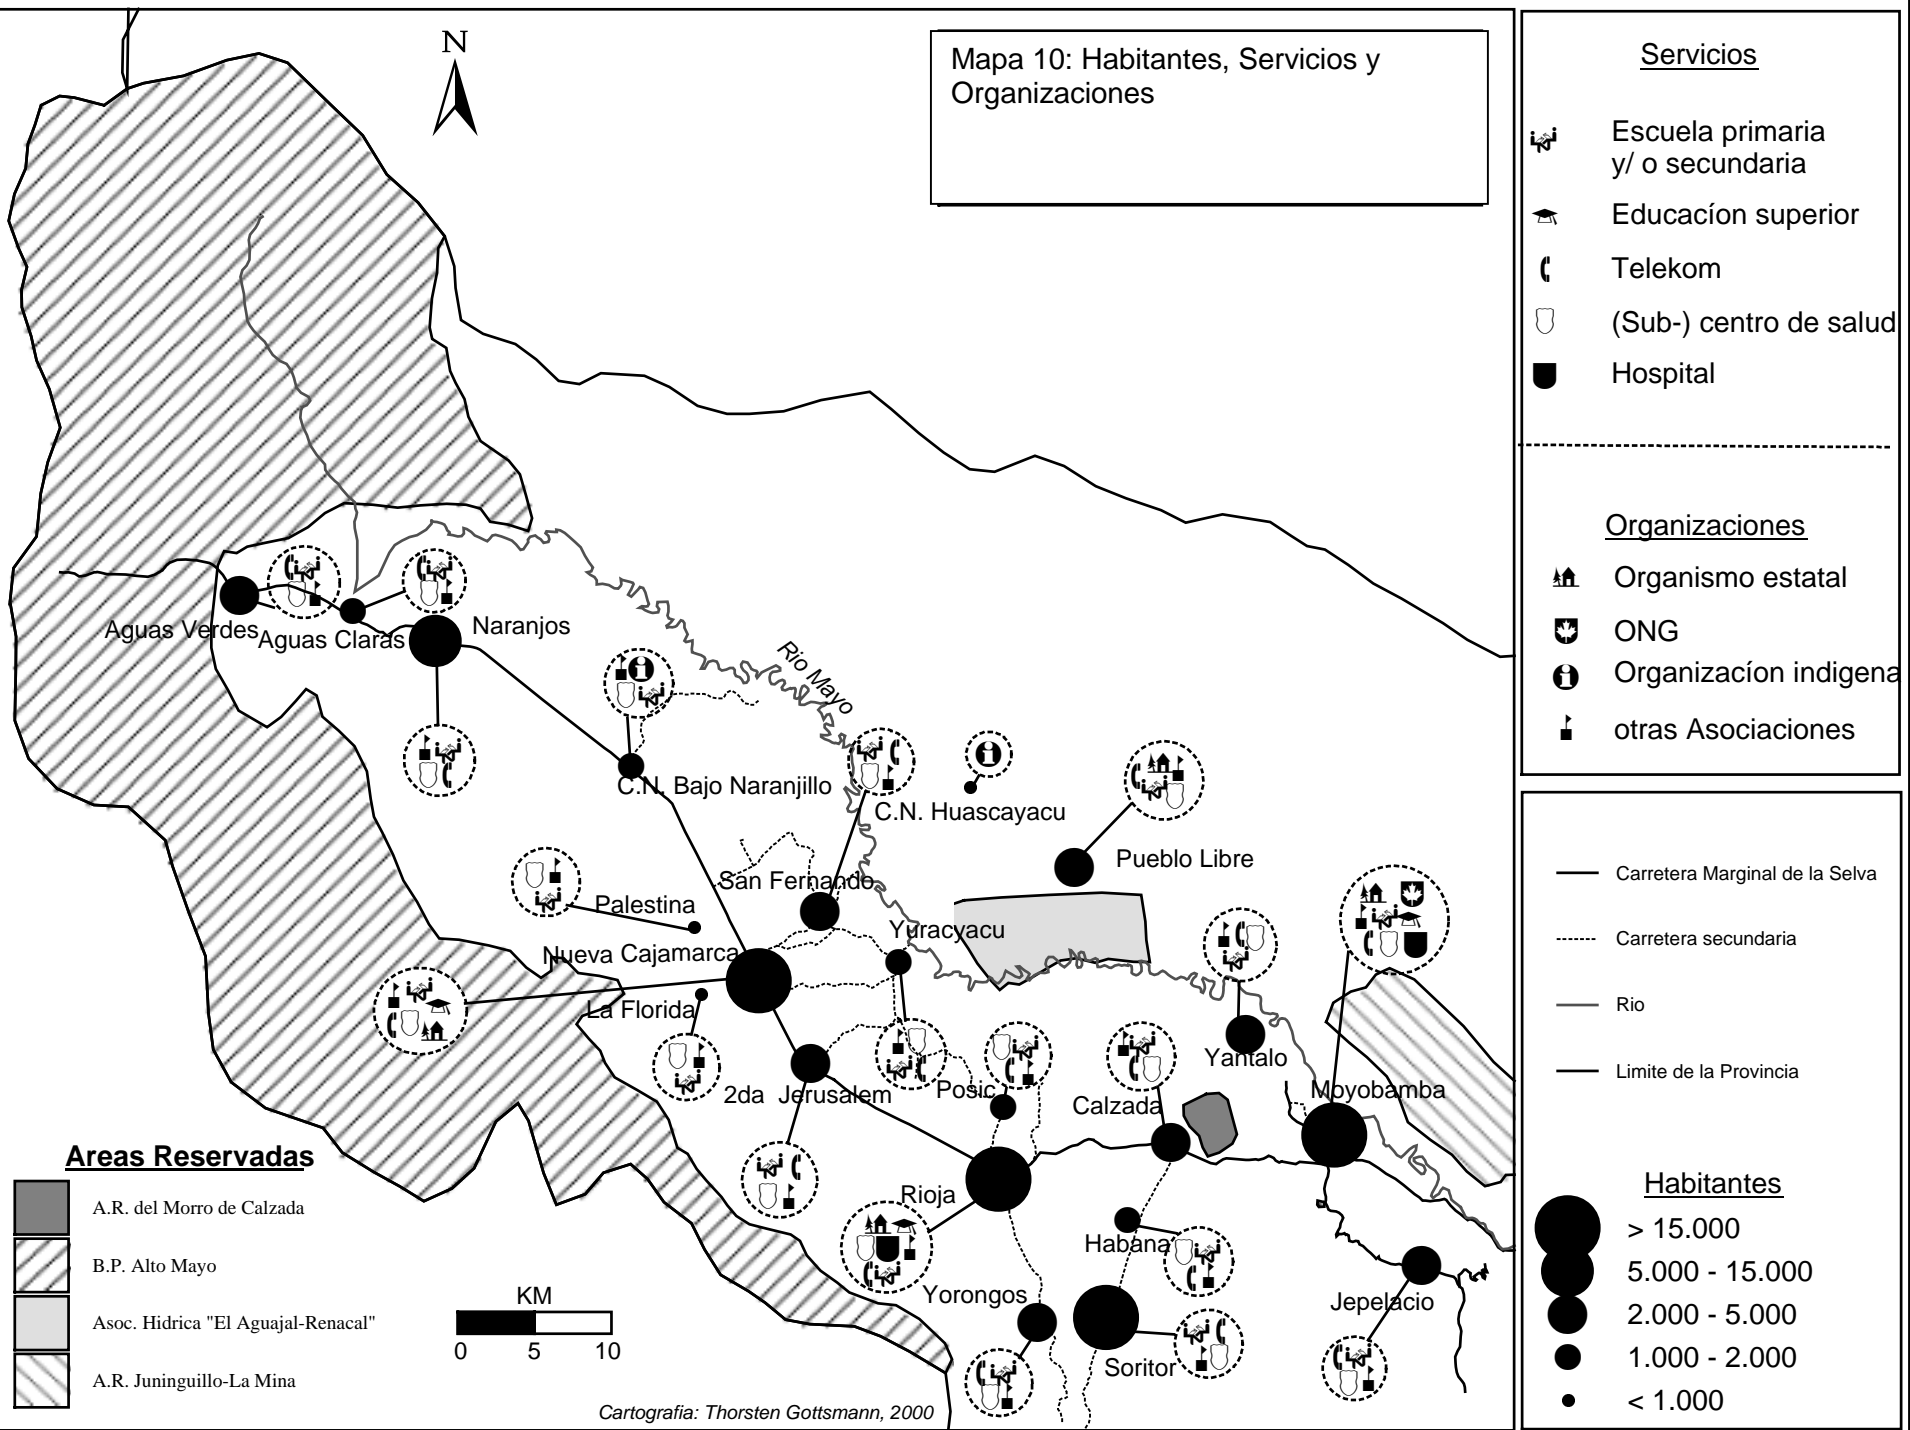 N
Mapa 10: Habitantes, Servicios y
Organizaciones
Servicios
Escuela primaria
y/ o secundaria
Educacíon superior
Telekom
(Sub-) centro de salud
Hospital
Organizaciones
Organismo estatal
ONG
Organizacíon indigena
otras Asociaciones
Aguas Verdes
Aguas Claras
Naranjos
Rio Mayo
C.N. Bajo Naranjillo
C.N. Huascayacu
Pueblo Libre
San Fernando
Palestina
Yuracyacu
Nueva Cajamarca
La Florida
2da Jerusalem
Posic
Calzada
Yantalo
Moyobamba
Rioja
Habana
Yorongos
Soritor
Jepelacio
Carretera Marginal de la Selva
Carretera secundaria
Rio
Limite de la Provincia
Habitantes
> 15.000
5.000 - 15.000
2.000 - 5.000
1.000 - 2.000
< 1.000
Areas Reservadas
A.R. del Morro de Calzada
B.P. Alto Mayo
Asoc. Hidrica "El Aguajal-Renacal"
A.R. Juninguillo-La Mina
KM
0 5 10
Cartografia: Thorsten Gottsmann, 2000